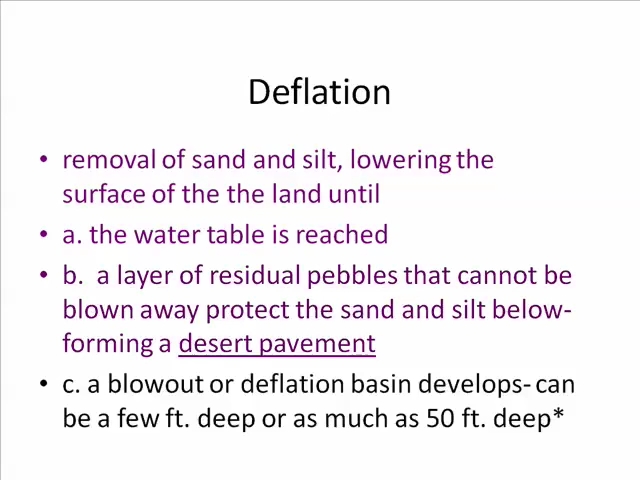 Deflation
• removal of sand and silt, lowering the
surface of the the land until
• a. the water table is reached
• b.  a layer of residual pebbles that cannot be
blown away protect the sand and silt below-
forming a desert pavement
• c. a blowout or deflation basin develops- can
be a few ft. deep or as much as 50 ft. deep*